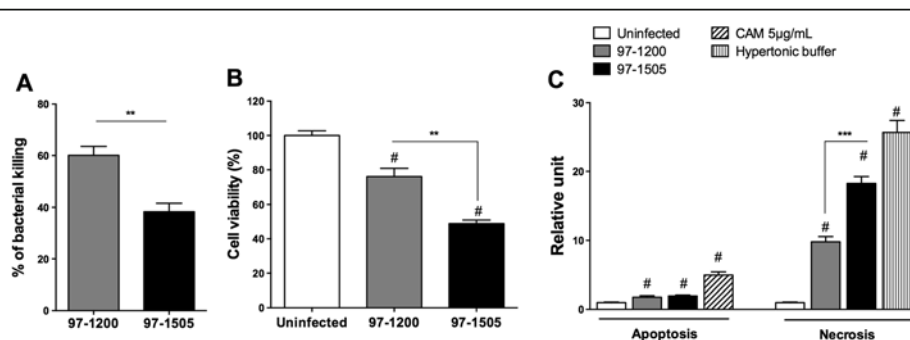 Uninfected
97-1200
97-1505
CAM 5µg/mL
Hypertonic buffer
A
% of bacterial killing
80
60
40
20
0
**
97-1200
97-1505
B
Cell viability (%)
120
100
80
60
40
20
0
**
#
#
Uninfected
97-1200
97-1505
C
Relative unit
30
20
10
0
#
#
#
***
#
#
#
Apoptosis
Necrosis